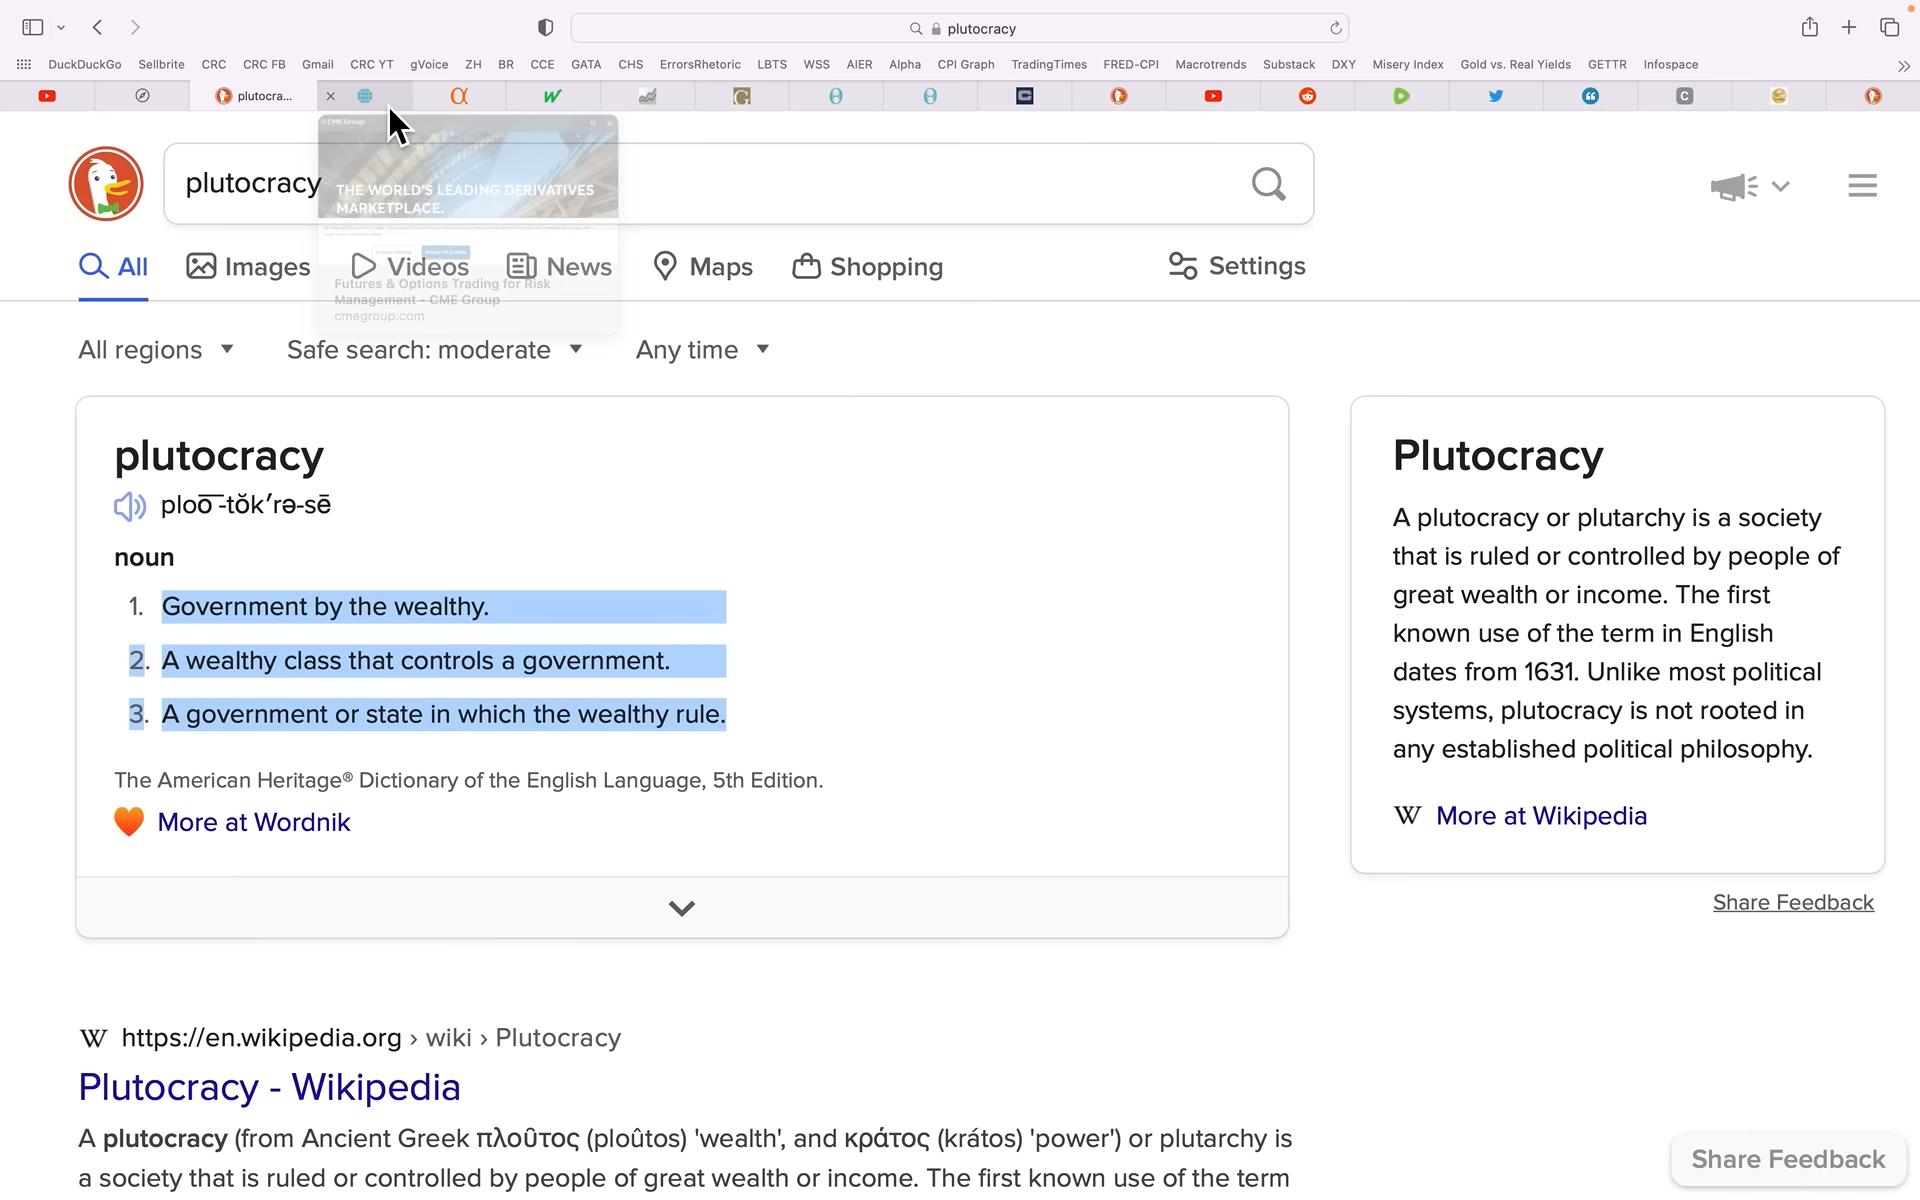 plutocracy
DuckDuckGo Sellbrite CRC CRC FB Gmail CRC YT gVoice ZH BR CCE GATA CHS ErrorsRhetoric LBTS WSS AIER Alpha CPI Graph TradingTimes FRED-CPI Macrotrends Substack DXY Misery Index Gold vs. Real Yields GETTR Infospace
plutocra...
CME Group
plutocracy
THE WORLD'S LEADING DERIVATIVES
MARKETPLACE.
All Images Videos News Maps Shopping Settings
Futures & Options Trading for Risk
Management - CME Group
cmegroup.com
All regions Safe search: moderate Any time
plutocracy
plo͞o-tŏk′rə-sē
noun
1. Government by the wealthy.
2. A wealthy class that controls a government.
3. A government or state in which the wealthy rule.
The American Heritage® Dictionary of the English Language, 5th Edition.
More at Wordnik
Plutocracy
A plutocracy or plutarchy is a society
that is ruled or controlled by people of
great wealth or income. The first
known use of the term in English
dates from 1631. Unlike most political
systems, plutocracy is not rooted in
any established political philosophy.
W More at Wikipedia
Share Feedback
W https://en.wikipedia.org › wiki › Plutocracy
Plutocracy - Wikipedia
A plutocracy (from Ancient Greek πλοῦτος (ploûtos) 'wealth', and κράτος (krátos) 'power') or plutarchy is
a society that is ruled or controlled by people of great wealth or income. The first known use of the term
Share Feedback